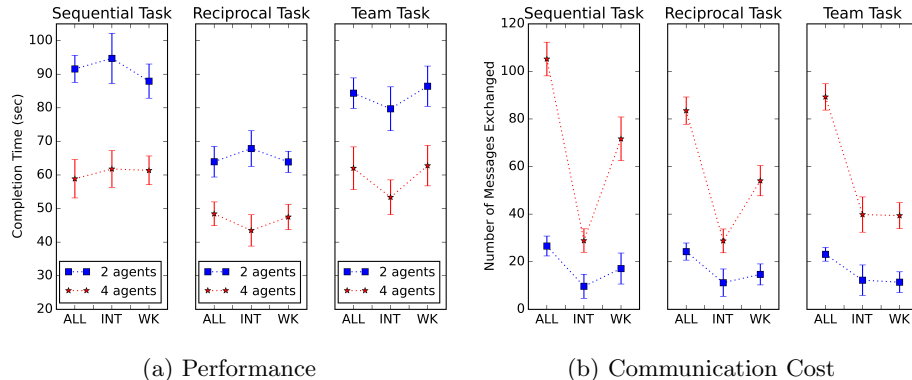 Sequential Task Reciprocal Task Team Task
Completion Time (sec)
100
90
80
70
60
50
40
30
20
2 agents
4 agents
2 agents
4 agents
2 agents
4 agents
ALL INT WK ALL INT WK ALL INT WK
(a) Performance
Sequential Task Reciprocal Task Team Task
Number of Messages Exchanged
120
100
80
60
40
20
0
ALL INT WK ALL INT WK ALL INT WK
(b) Communication Cost